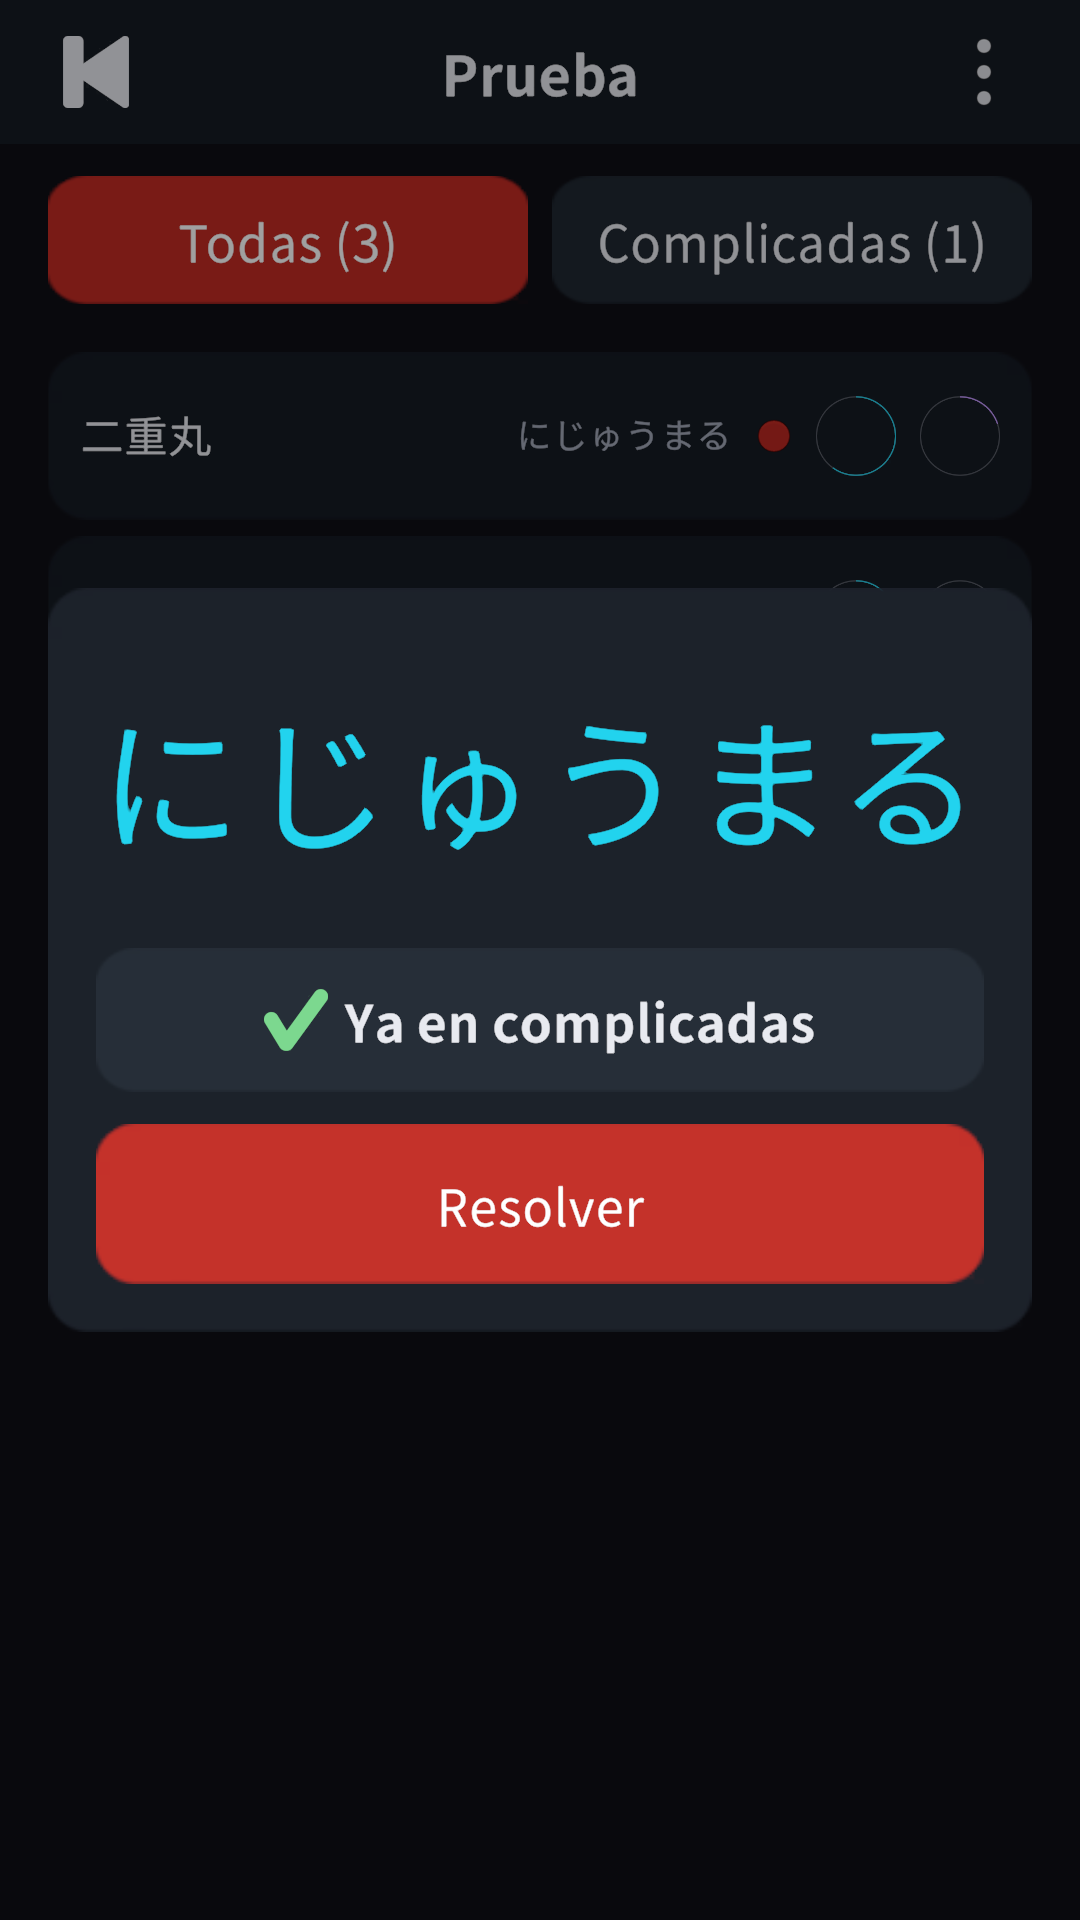 Prueba
Todas (3)
Complicadas (1)
二重丸
にじゅうまる
にじゅうまる
Ya en complicadas
Resolver